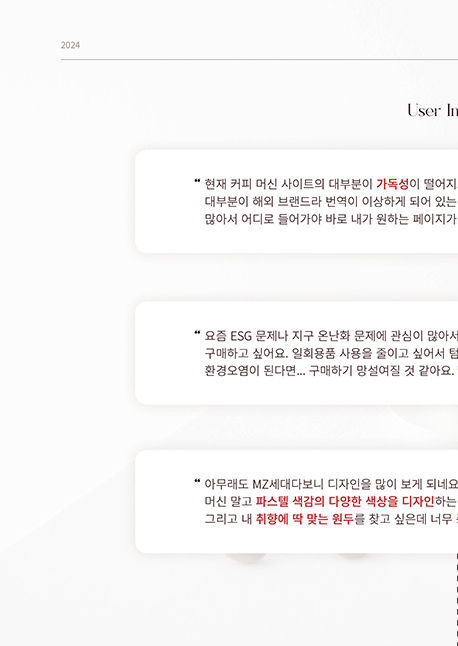 2024
User In
“ 현재 커피 머신 사이트의 대부분이 가독성이 떨어지
대부분이 해외 브랜드라 번역이 이상하게 되어 있는
많아서 어디로 들어가야 바로 내가 원하는 페이지가
“ 요즘 ESG 문제나 지구 온난화 문제에 관심이 많아서
구매하고 싶어요. 일회용품 사용을 줄이고 싶어서 텀
환경오염이 된다면... 구매하기 망설여질 것 같아요.
“ 아무래도 MZ세대다보니 디자인을 많이 보게 되네요
머신 말고 파스텔 색감의 다양한 색상을 디자인하는
그리고 내 취향에 딱 맞는 원두를 찾고 싶은데 너무